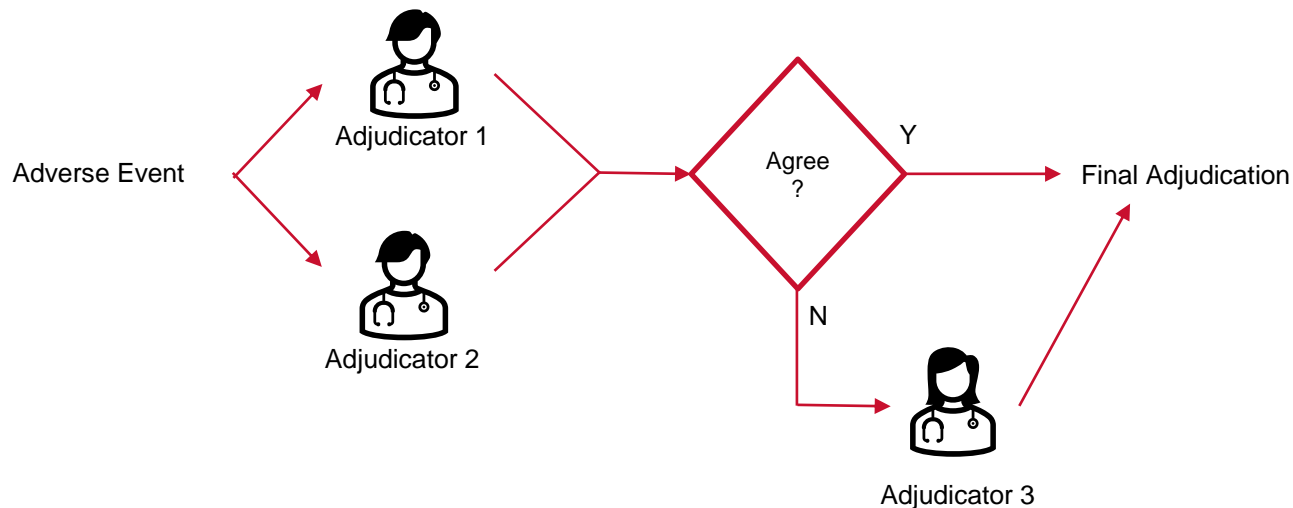 Adverse Event
Adjudicator 1
Adjudicator 2
Agree
?
Y
N
Adjudicator 3
Final Adjudication